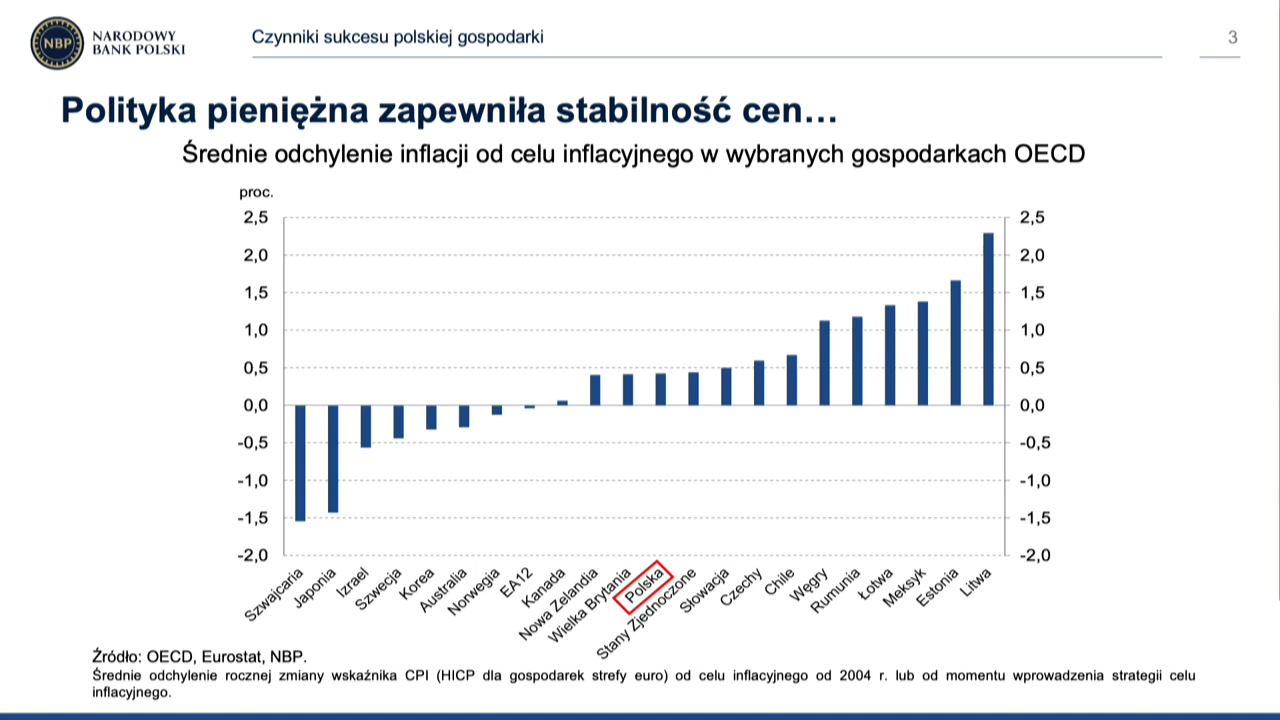 NBP
NARODOWY
BANK POLSKI
Czynniki sukcesu polskiej gospodarki
3
Polityka pieniężna zapewniła stabilność cen…
Średnie odchylenie inflacji od celu inflacyjnego w wybranych gospodarkach OECD
proc.
2,5 2,5
2,0 2,0
1,5 1,5
1,0 1,0
0,5 0,5
0,0 0,0
-0,5 -0,5
-1,0 -1,0
-1,5 -1,5
-2,0 -2,0
Szwajcaria
Japonia
Izrael
Szwecja
Korea
Australia
Norwegia
EA12
Kanada
Nowa Zelandia
Wielka Brytania
Polska
Stany Zjednoczone
Słowacja
Czechy
Chile
Węgry
Rumunia
Łotwa
Meksyk
Estonia
Litwa
Źródło: OECD, Eurostat, NBP.
Średnie odchylenie rocznej zmiany wskaźnika CPI (HICP dla gospodarek strefy euro) od celu inflacyjnego od 2004 r. lub od momentu wprowadzenia strategii celu
inflacyjnego.